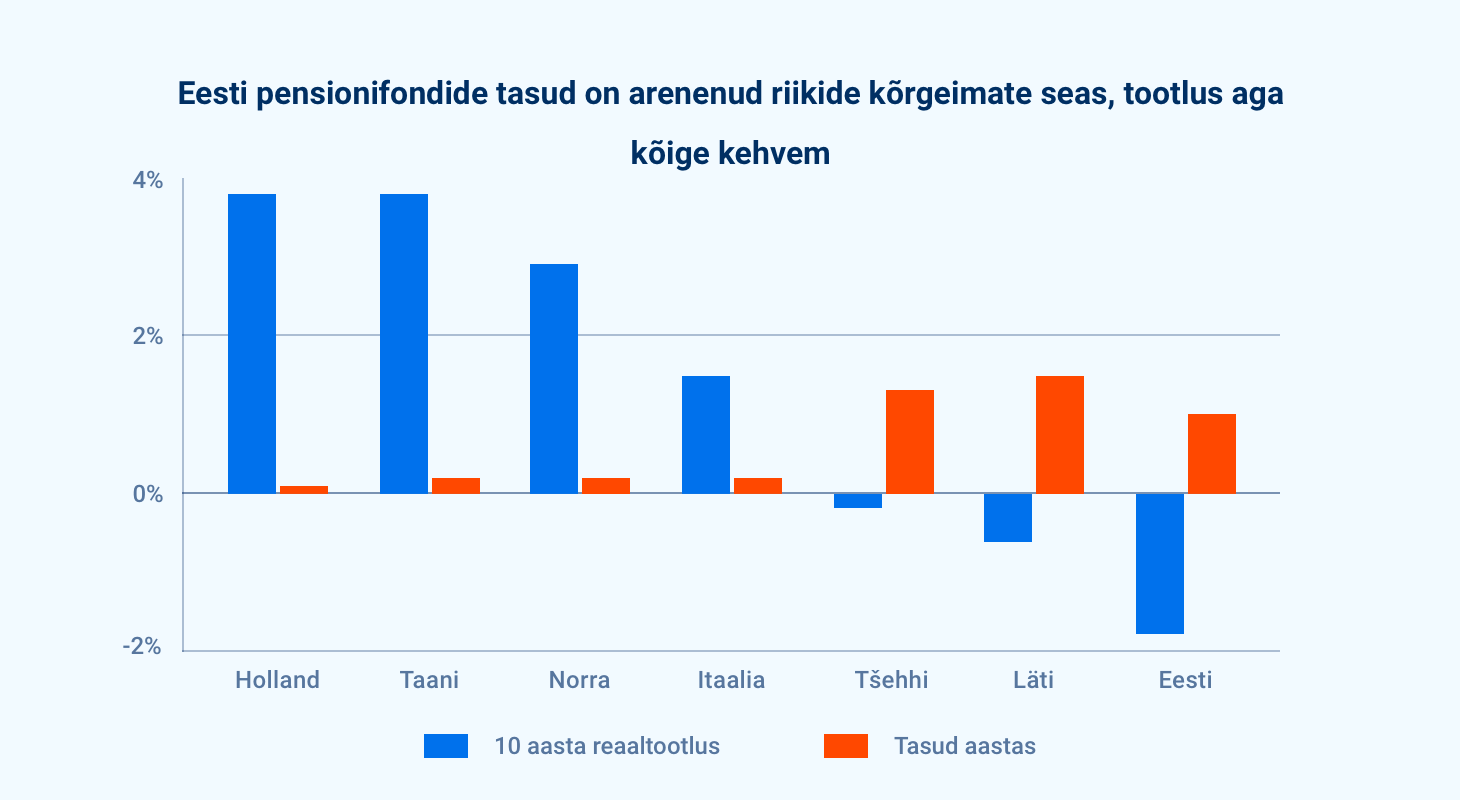 Eesti pensionifondide tasud on arenenud riikide kõrgeimate seas, tootlus aga
kõige kehvem
4%
2%
0%
-2%
Holland Taani Norra Itaalia Tšehhi Läti Eesti
10 aasta reaaltootlus Tasud aastas